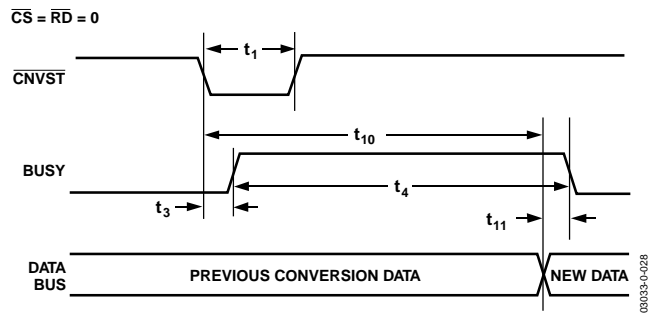 CS = RD = 0
t1
CNVST
t10
BUSY
t4
t3
t11
DATA
BUS
PREVIOUS CONVERSION DATA
NEW DATA
03033-0-028